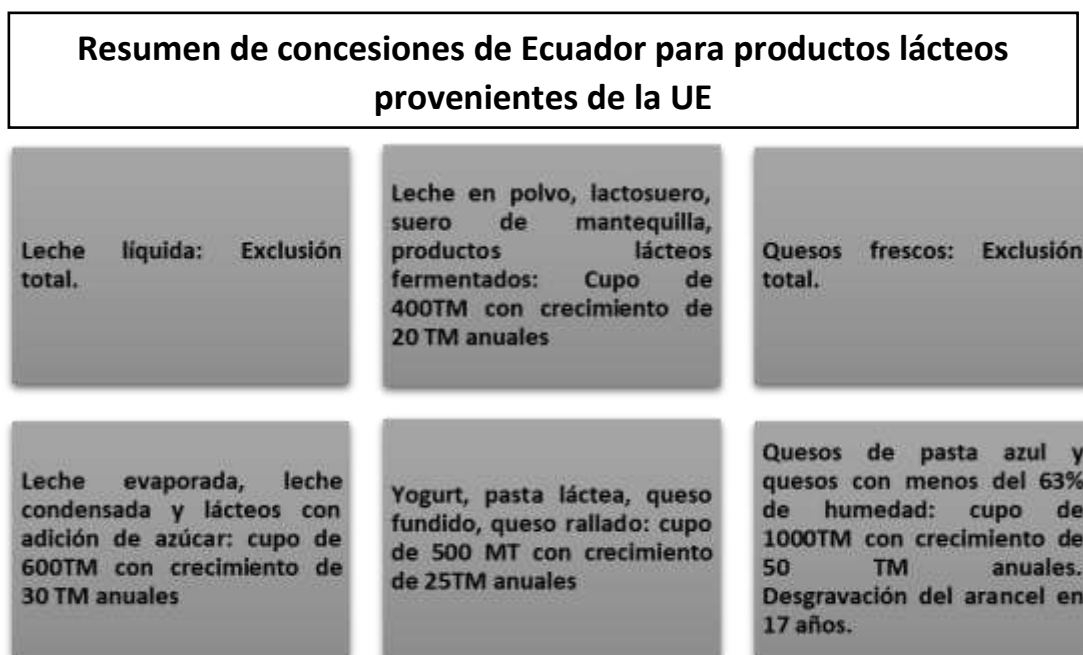 Resumen de concesiones de Ecuador para productos lácteos
provenientes de la UE
Leche líquida: Exclusión
total.
Leche en polvo, lactosuero,
suero de mantequilla,
productos lácteos
fermentados: Cupo de
400TM con crecimiento de
20 TM anuales
Quesos frescos: Exclusión
total.
Leche evaporada, leche
condensada y lácteos con
adición de azúcar: cupo de
600TM con crecimiento de
30 TM anuales
Yogurt, pasta láctea, queso
fundido, queso rallado: cupo
de 500 MT con crecimiento
de 25TM anuales
Quesos de pasta azul y
quesos con menos del 63%
de humedad: cupo de
1000TM con crecimiento de
50 TM anuales.
Desgravación del arancel en
17 años.